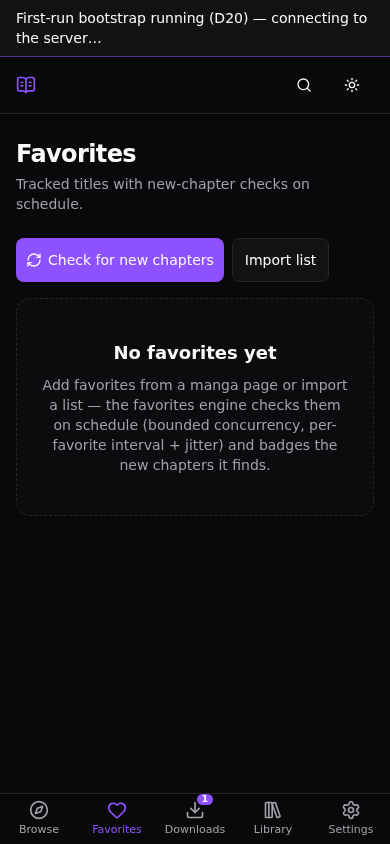 First-run bootstrap running (D20) — connecting to
the server…
Favorites
Tracked titles with new-chapter checks on
schedule.
Check for new chapters
Import list
No favorites yet
Add favorites from a manga page or import
a list — the favorites engine checks them
on schedule (bounded concurrency, per-
favorite interval + jitter) and badges the
new chapters it finds.
1
Browse
Favorites
Downloads
Library
Settings